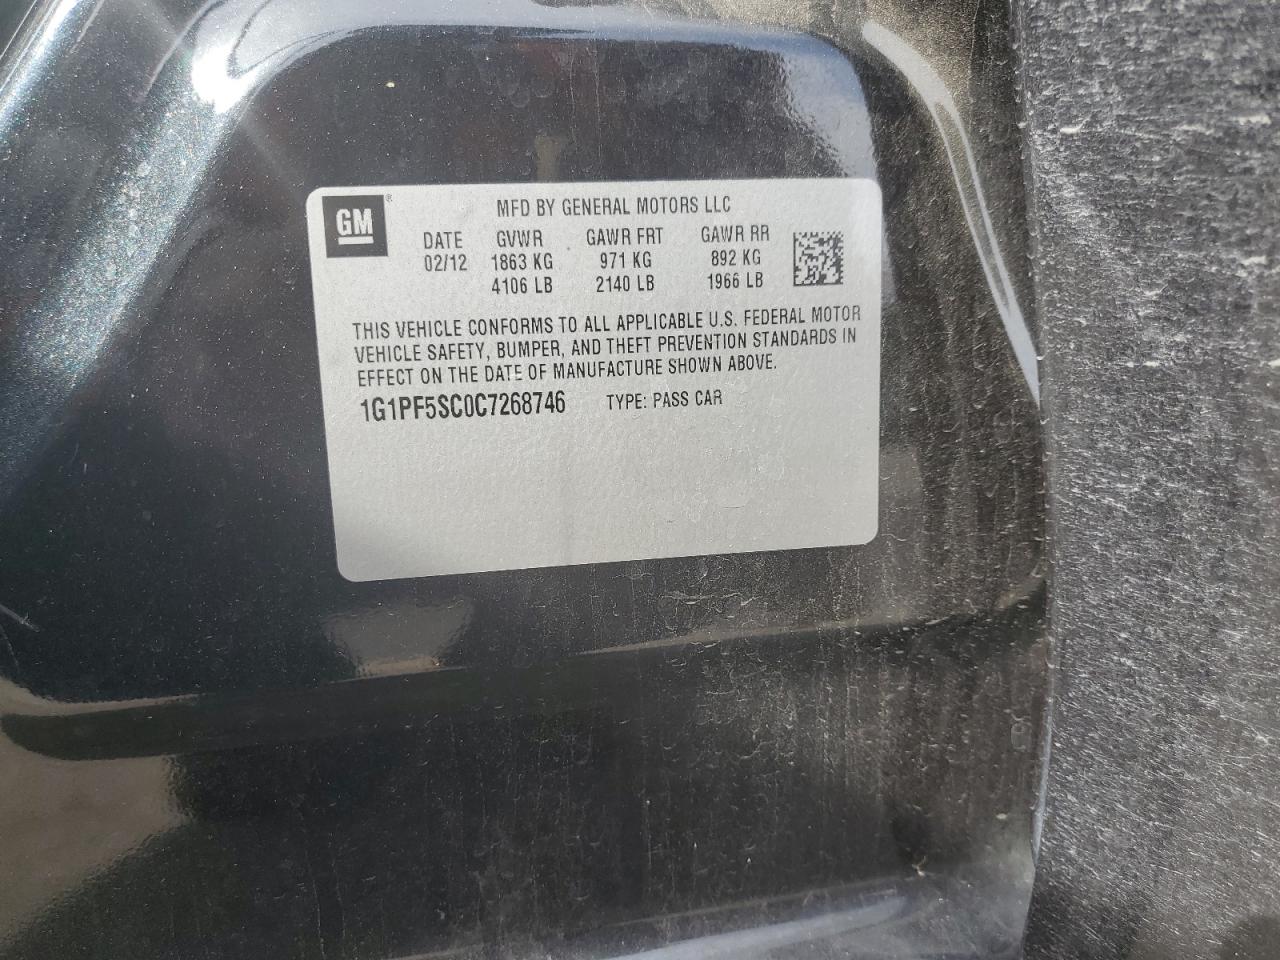 GM ®
MFD BY GENERAL MOTORS LLC
DATE GVWR GAWR FRT GAWR RR
02/12 1863 KG 971 KG 892 KG
4106 LB 2140 LB 1966 LB
THIS VEHICLE CONFORMS TO ALL APPLICABLE U.S. FEDERAL MOTOR
VEHICLE SAFETY, BUMPER, AND THEFT PREVENTION STANDARDS IN
EFFECT ON THE DATE OF MANUFACTURE SHOWN ABOVE.
1G1PF5SC0C7268746 TYPE: PASS CAR